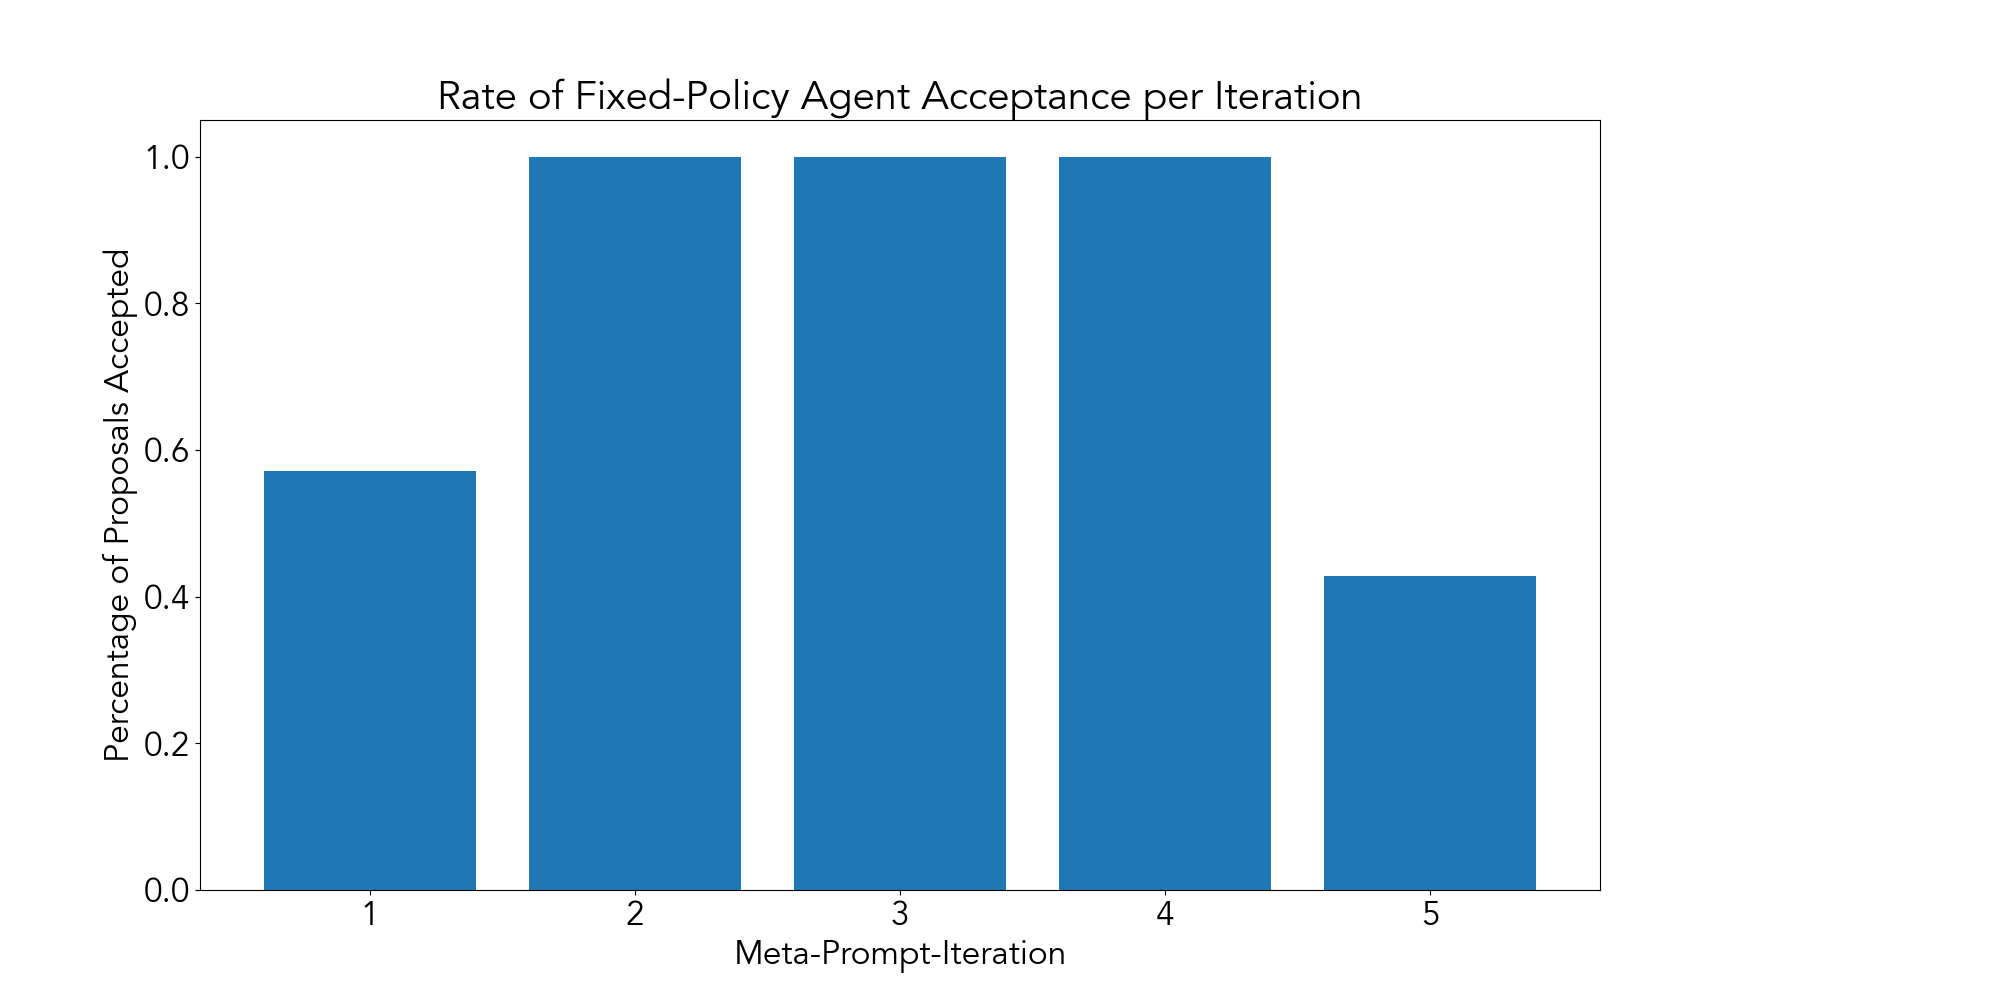 Rate of Fixed-Policy Agent Acceptance per Iteration
Percentage of Proposals Accepted
1.0
0.8
0.6
0.4
0.2
0.0
1 2 3 4 5
Meta-Prompt-Iteration